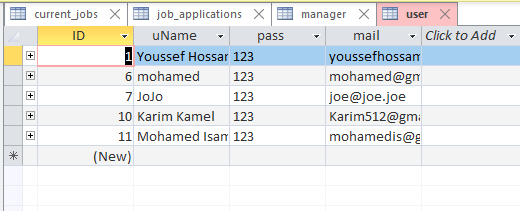 current_jobs job_applications manager user
ID uName pass mail Click to Add
1 Youssef Hossar 123 youssefhossam
6 mohamed 123 mohamed@gm
7 JoJo 123 joe@joe.joe
10 Karim Kamel 123 Karim512@gma
11 Mohamed Isam 123 mohamedis@g
(New)